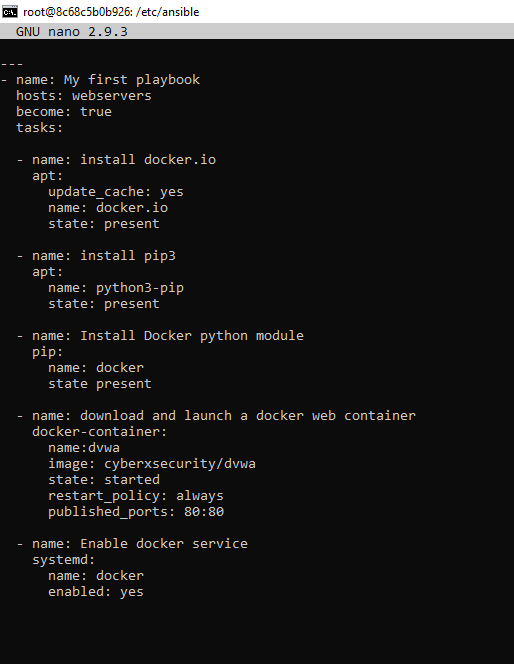 root@8c68c5b0b926: /etc/ansible
GNU nano 2.9.3
---
- name: My first playbook
  hosts: webservers
  become: true
  tasks:

  - name: install docker.io
    apt:
      update_cache: yes
      name: docker.io
      state: present

  - name: install pip3
    apt:
      name: python3-pip
      state: present

  - name: Install Docker python module
    pip:
      name: docker
      state present

  - name: download and launch a docker web container
    docker-container:
      name:dvwa
      image: cyberxsecurity/dvwa
      state: started
      restart_policy: always
      published_ports: 80:80

  - name: Enable docker service
    systemd:
      name: docker
      enabled: yes